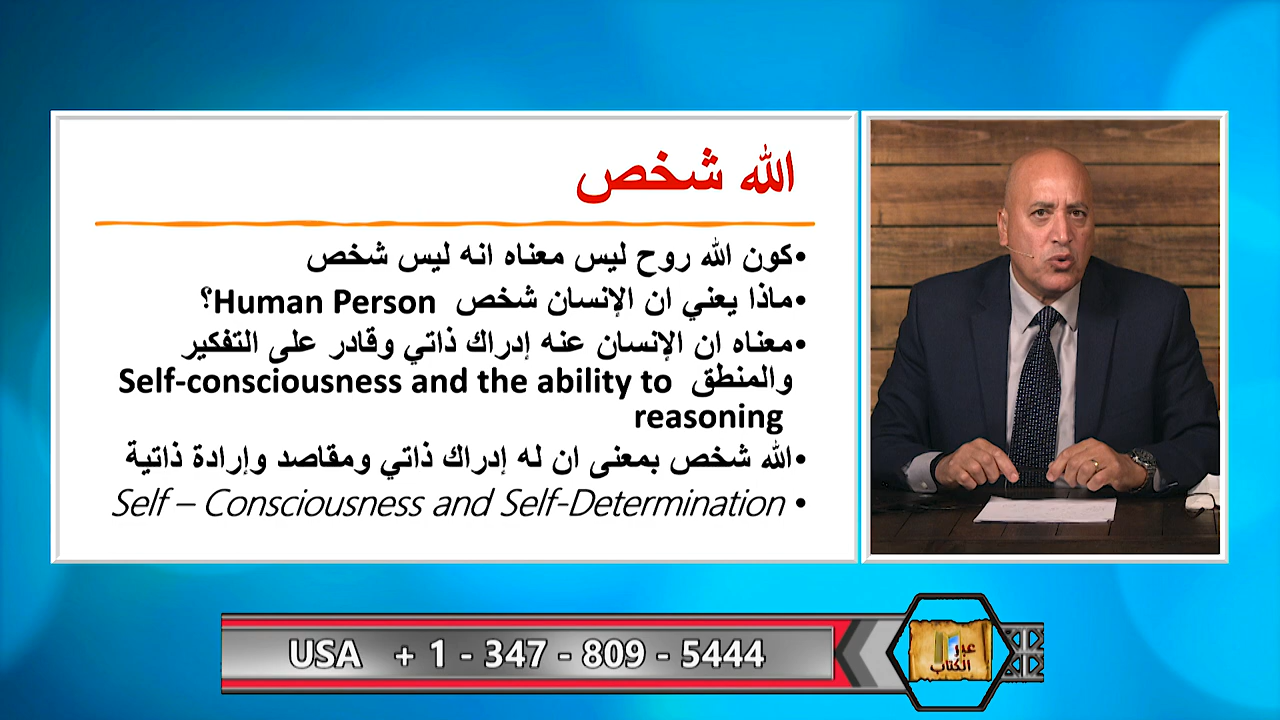 الله شخص
•كون الله روح ليس معناه انه ليس شخص
•ماذا يعني ان الإنسان شخص Human Person؟
•معناه ان الإنسان عنه إدراك ذاتي وقادر على التفكير
والمنطق Self-consciousness and the ability to
reasoning
•الله شخص بمعنى ان له إدراك ذاتي ومقاصد وإرادة ذاتية
• Self – Consciousness and Self-Determination
USA + 1 - 347 - 809 - 5444
عبر
الكتاب